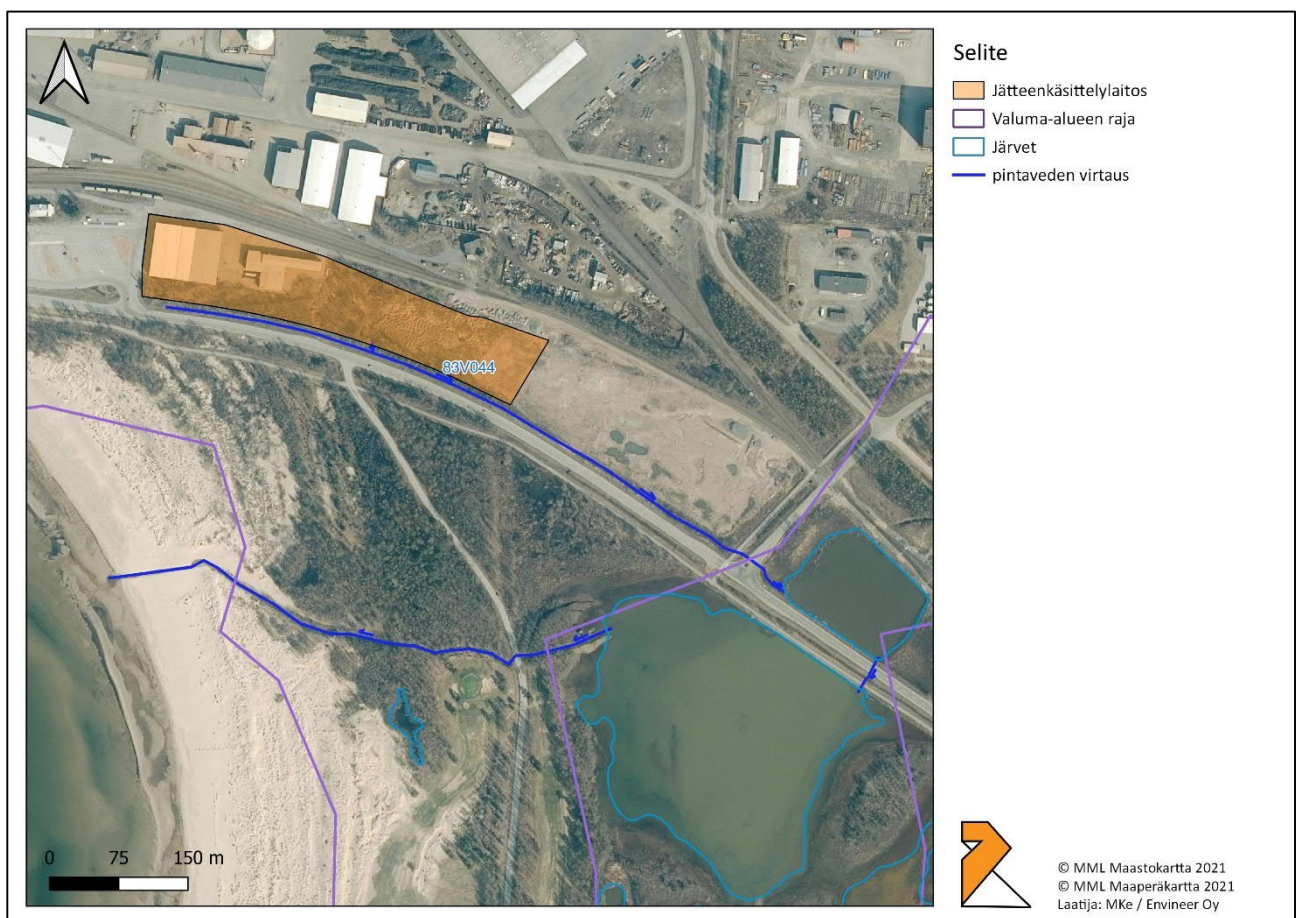 Selite
Jätteenkäsittelylaitos
Valuma-alueen raja
Järvet
pintaveden virtaus
83V044
0 75 150 m
© MML Maastokartta 2021
© MML Maaperäkartta 2021
Laatija: MKe / Envineer Oy